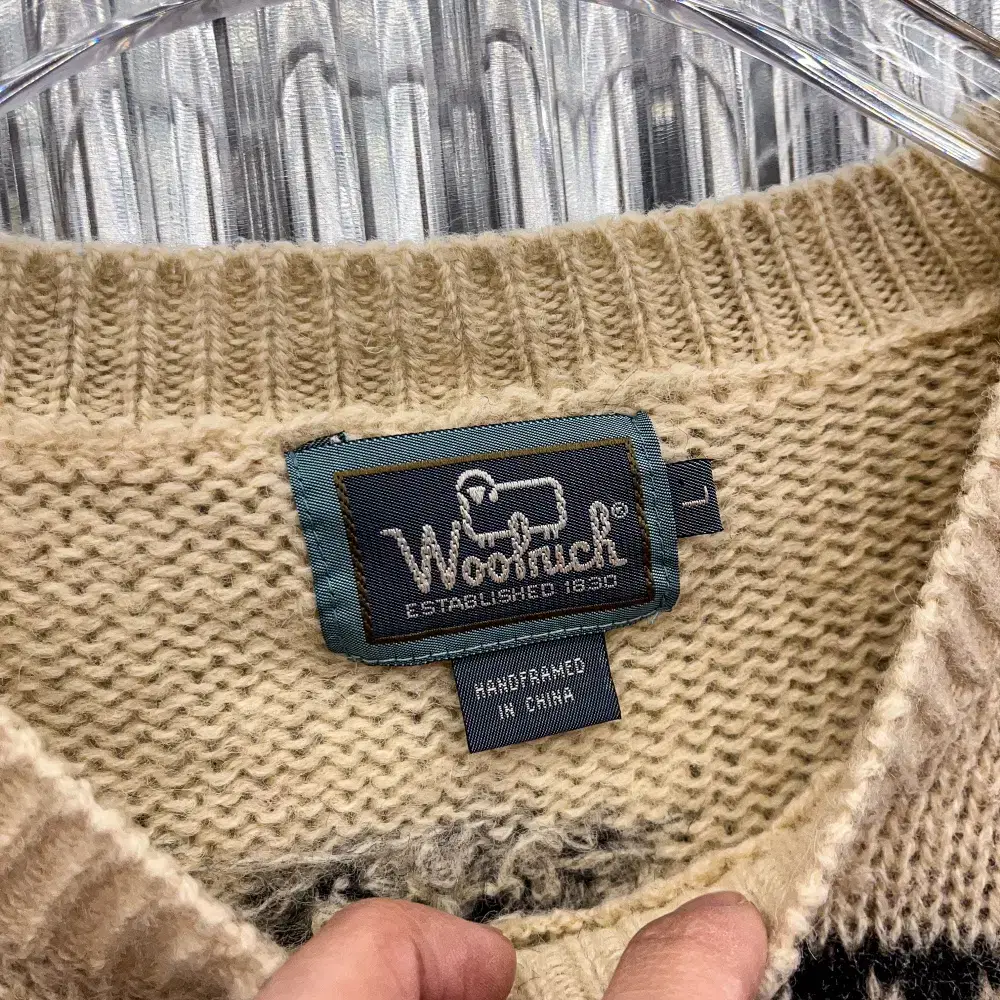 Woolrich®
ESTABLISHED 1830
L
HANDFRAMED
IN CHINA